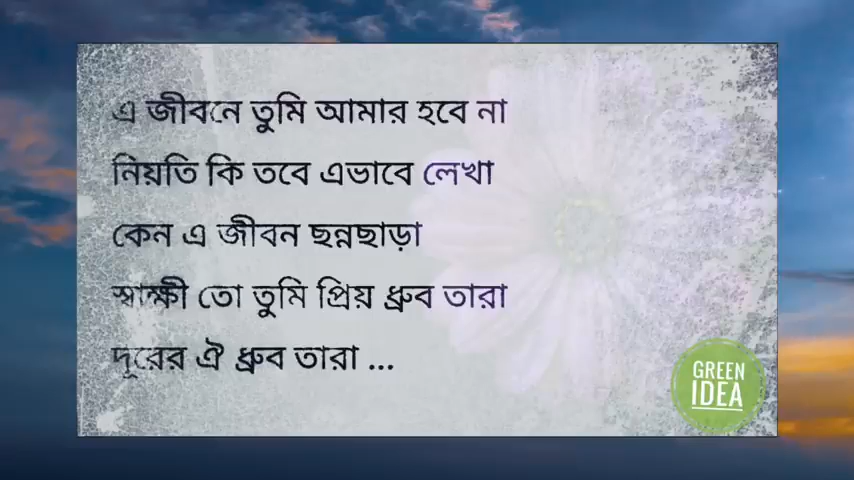 এ জীবনে তুমি আমার হবে না
নিয়তি কি তবে এভাবে লেখা
কেন এ জীবন ছন্নছাড়া
স্বাক্ষী তো তুমি প্রিয় ধ্রুব তারা
দূরের ঐ ধ্রুব তারা ...
GREEN
IDEA